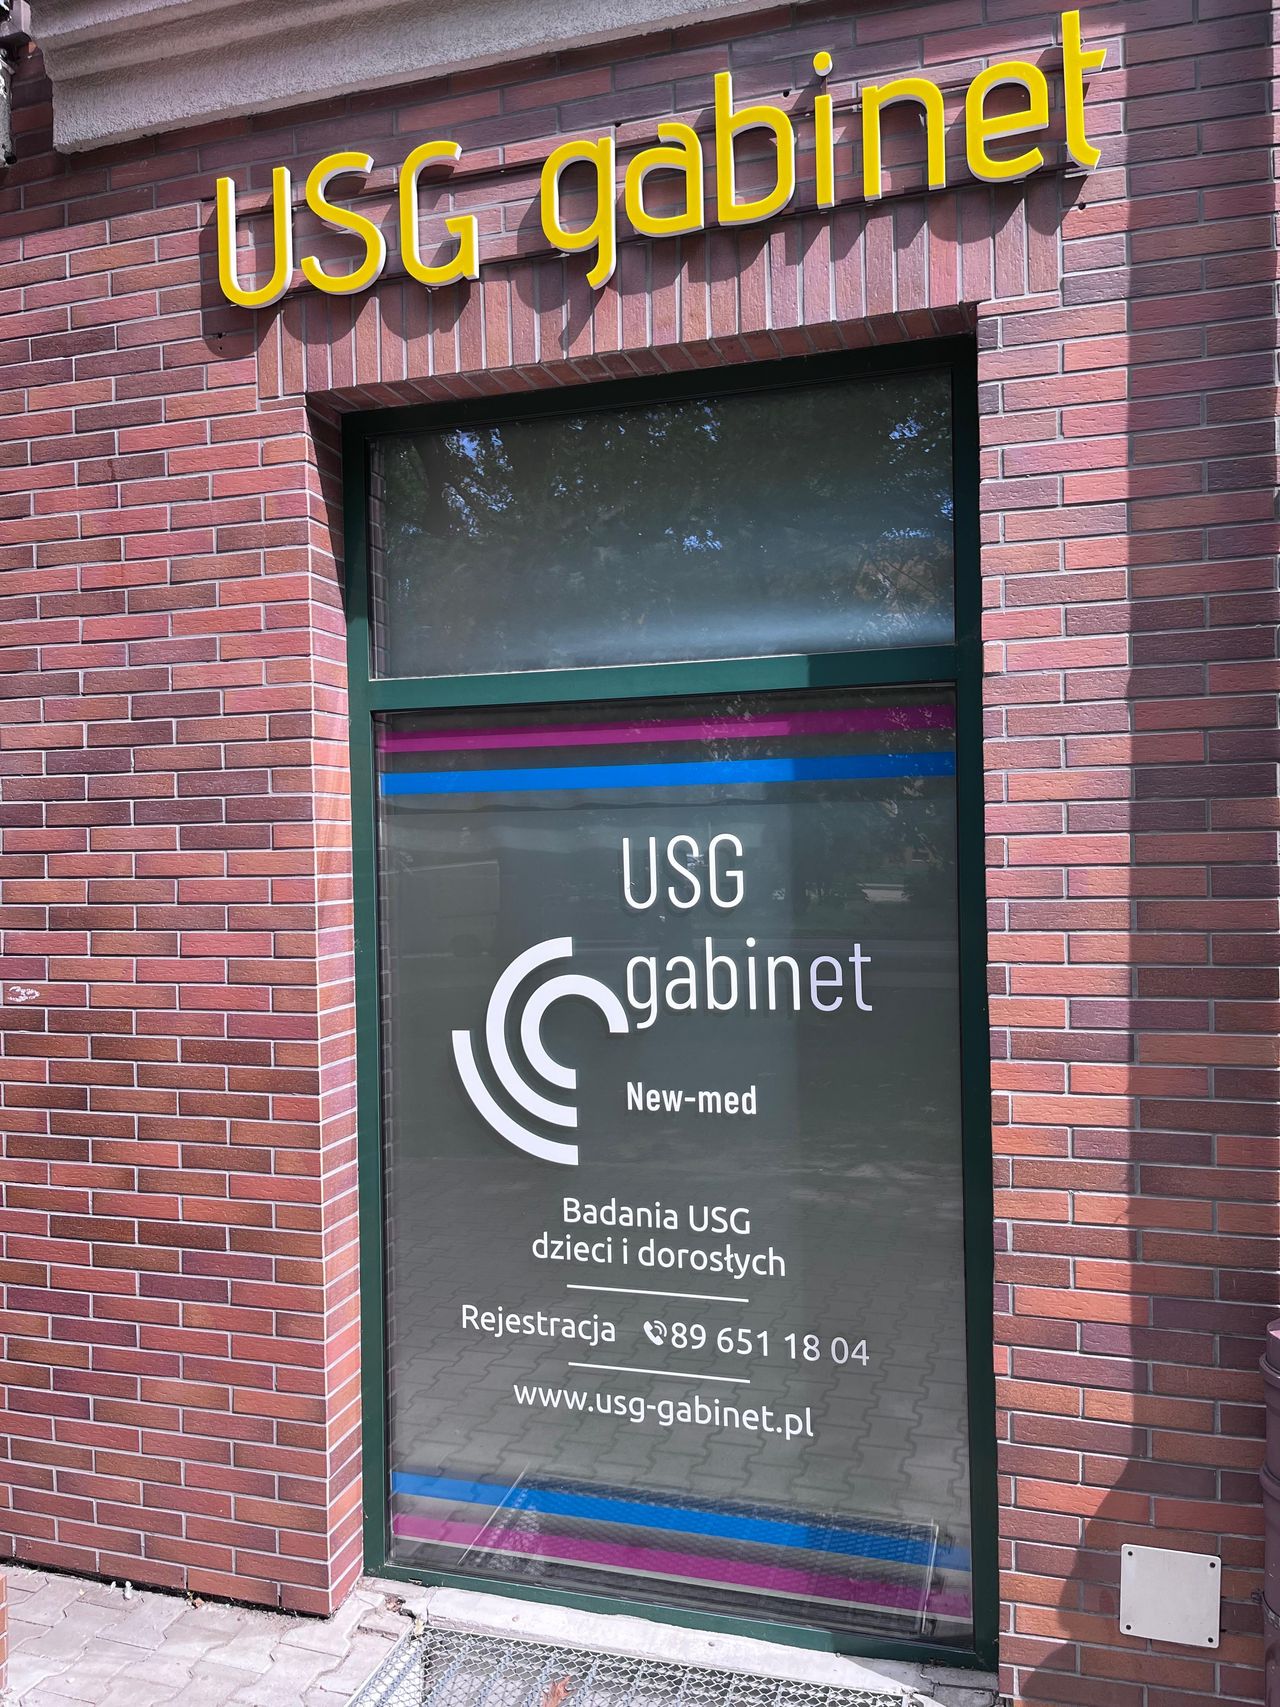 USG gabinet
USG
gabinet
New-med
Badania USG
dzieci i dorosłych
Rejestracja 89 651 18 04
www.usg-gabinet.pl